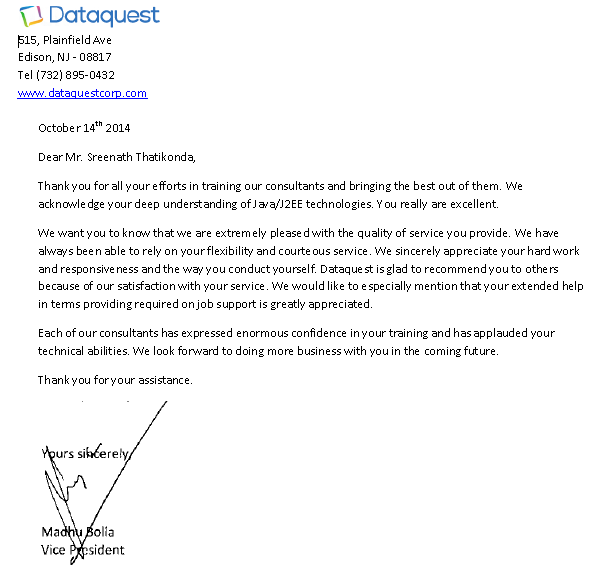 Dataquest
515, Plainfield Ave
Edison, NJ - 08817
Tel (732) 895-0432
www.dataquestcorp.com
October 14th 2014
Dear Mr. Sreenath Thatikonda,
Thank you for all your efforts in training our consultants and bringing the best out of them. We
acknowledge your deep understanding of Java/J2EE technologies. You really are excellent.
We want you to know that we are extremely pleased with the quality of service you provide. We have
always been able to rely on your flexibility and courteous service. We sincerely appreciate your hard work
and responsiveness and the way you conduct yourself. Dataquest is glad to recommend you to others
because of our satisfaction with your service. We would like to especially mention that your extended help
in terms providing required on job support is greatly appreciated.
Each of our consultants has expressed enormous confidence in your training and has applauded your
technical abilities. We look forward to doing more business with you in the coming future.
Thank you for your assistance.
Yours sincerely,
Madhu Bolla
Vice President